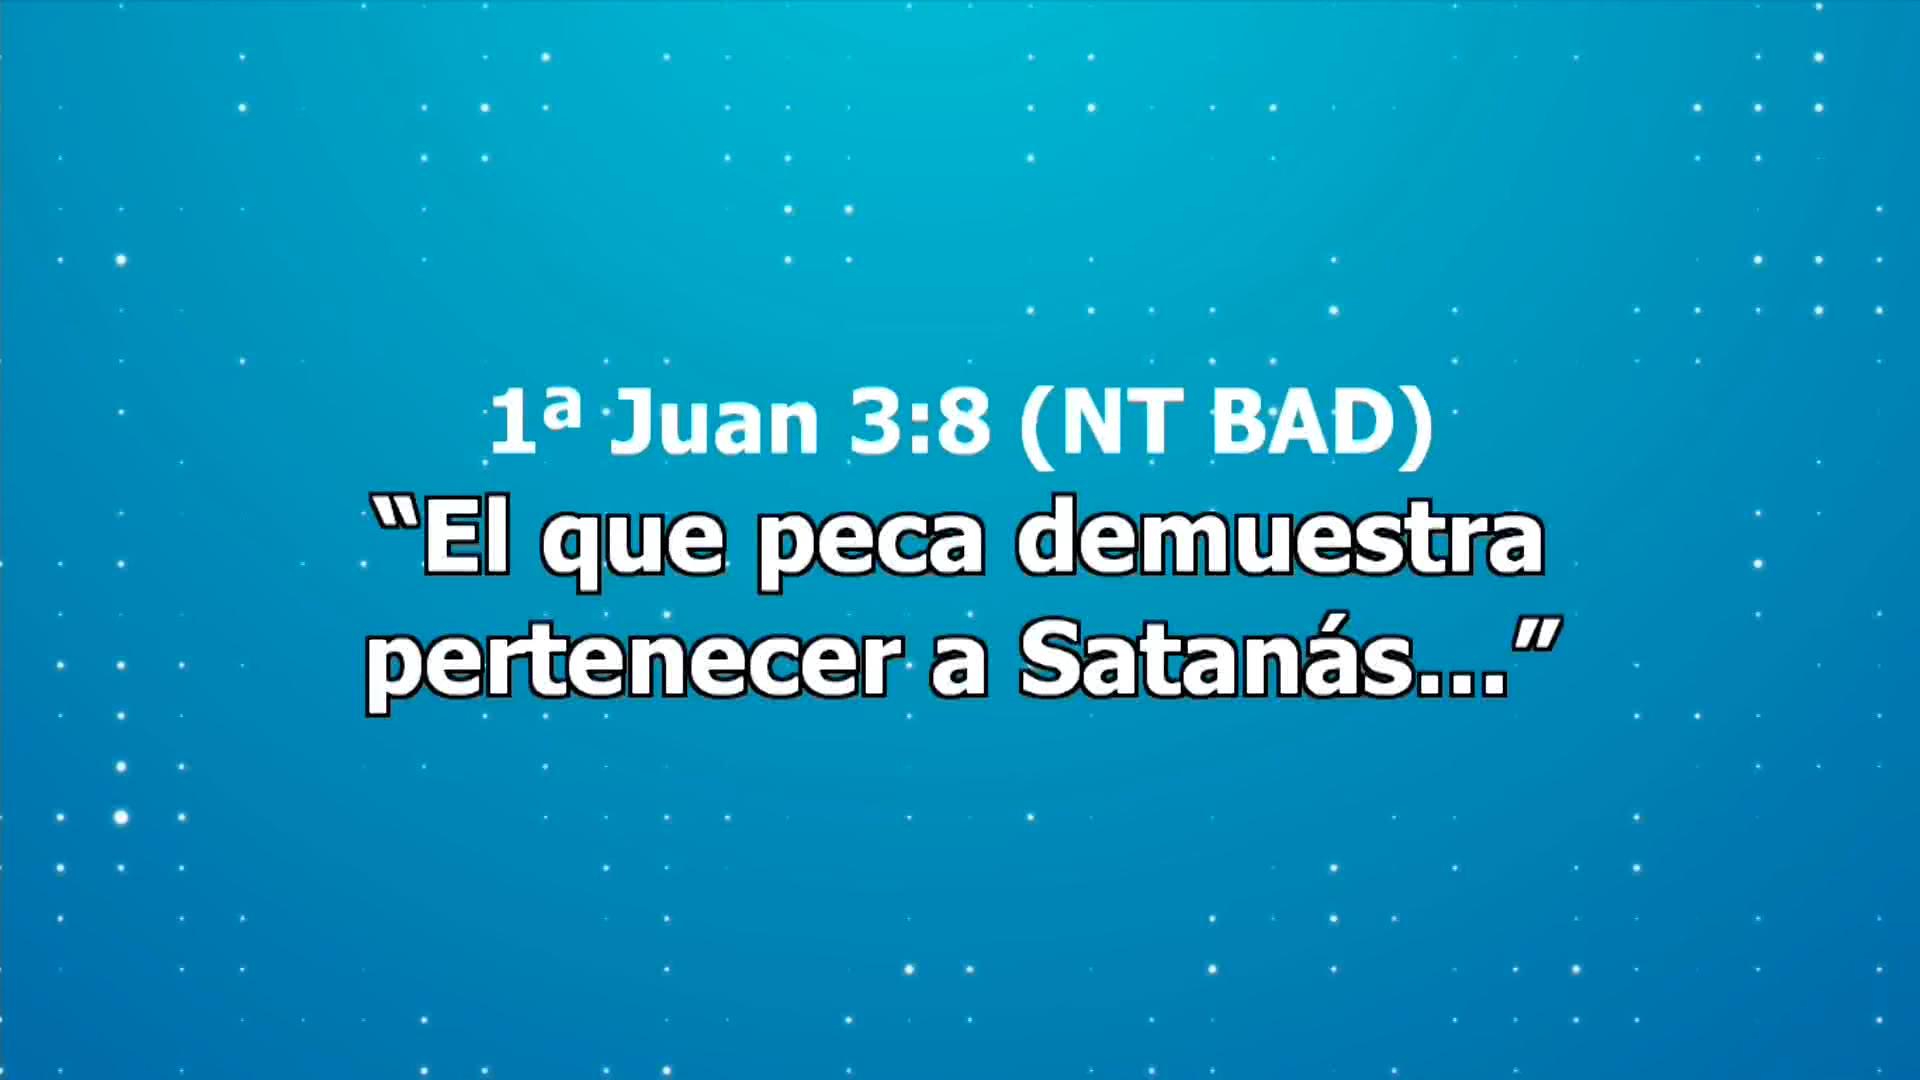 1ª Juan 3:8 (NT BAD)
“El que peca demuestra
pertenecer a Satanás...”